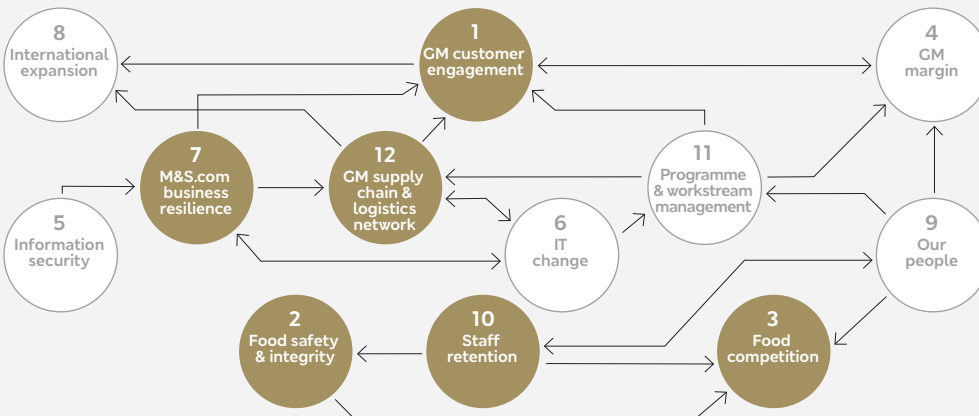 8
International
expansion
1
GM customer
engagement
4
GM
margin
7
M&S.com
business
resilience
12
GM supply
chain &
logistics
network
11
Programme
& workstream
management
5
Information
security
6
IT
change
9
Our
people
2
Food safety
& integrity
10
Staff
retention
3
Food
competition